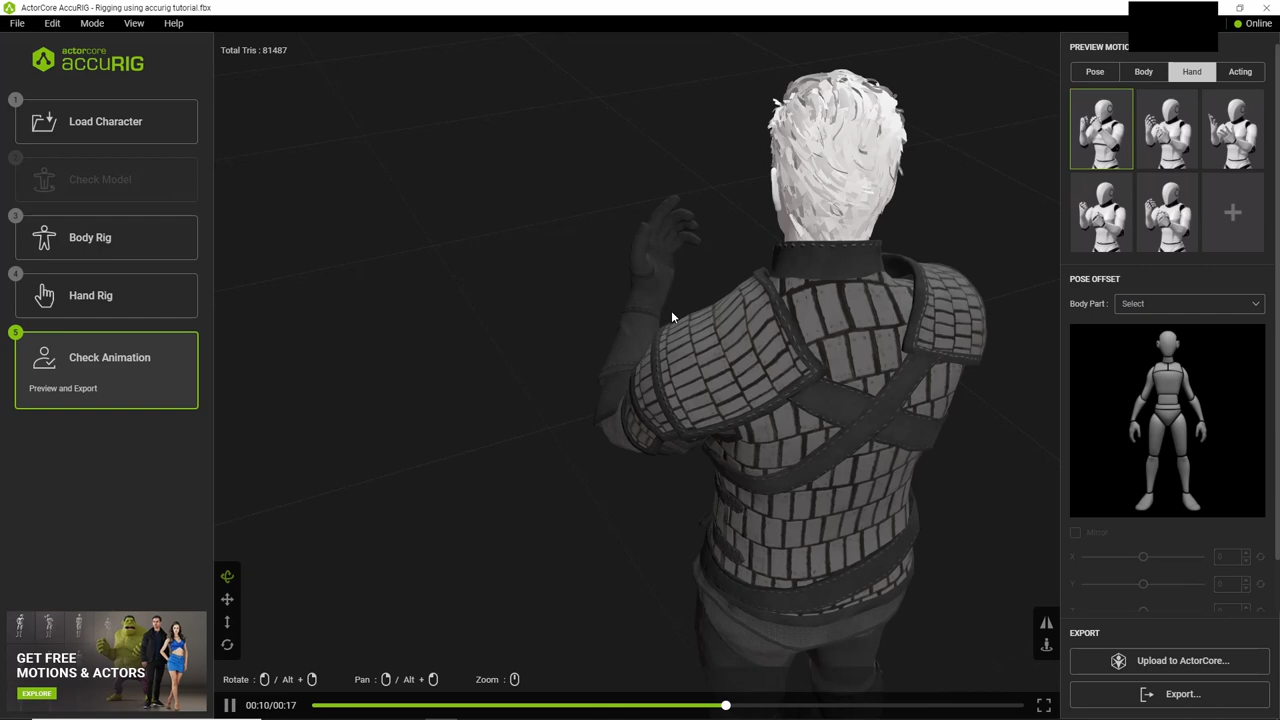 ActorCore AccuRIG - Rigging using accurig tutorial.fbx
File Edit Mode View Help
Online
actorcore
accuRIG
Total Tris : 81487
1
Load Character
Check Model
3
Body Rig
4
Hand Rig
5
Check Animation
Preview and Export
GET FREE
MOTIONS & ACTORS
EXPLORE
Rotate : / Alt + Pan : / Alt + Zoom :
00:10/00:17
PREVIEW
Pose Body Hand Acting
POSE OFFSET
Body Part : Select
Mirror
X 0
Y 0
EXPORT
Upload to ActorCore...
Export...